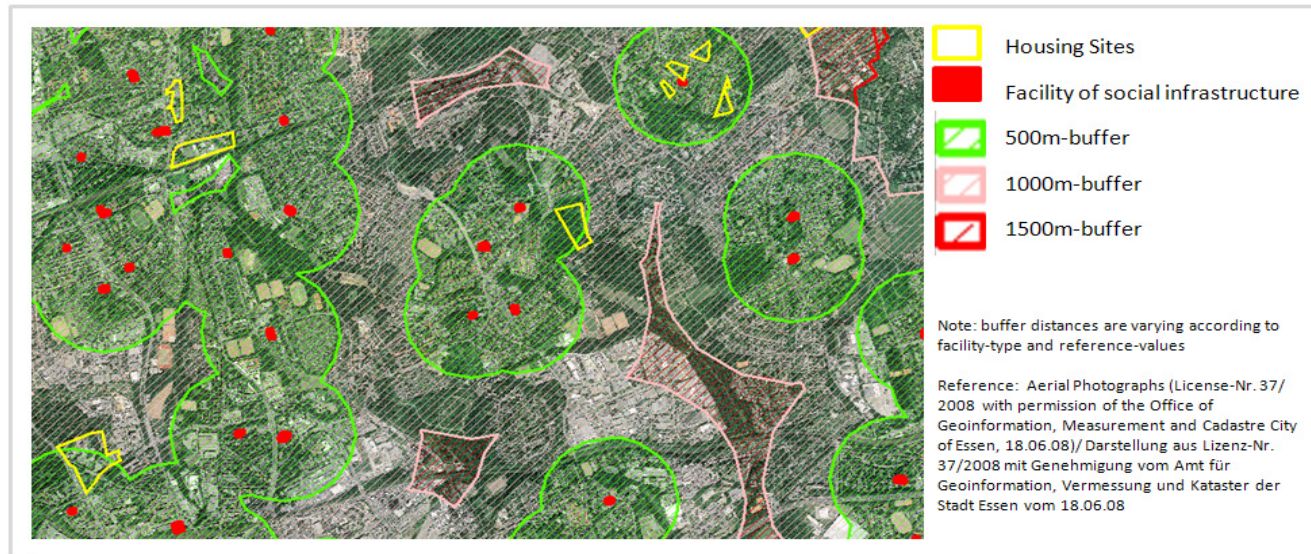 Housing Sites
Facility of social infrastructure
500m-buffer
1000m-buffer
1500m-buffer
Note: buffer distances are varying according to
facility-type and reference-values
Reference: Aerial Photographs (License-Nr. 37/
2008 with permission of the Office of
Geoinformation, Measurement and Cadastre City
of Essen, 18.06.08)/ Darstellung aus Lizenz-Nr.
37/2008 mit Genehmigung vom Amt für
Geoinformation, Vermessung und Kataster der
Stadt Essen vom 18.06.08